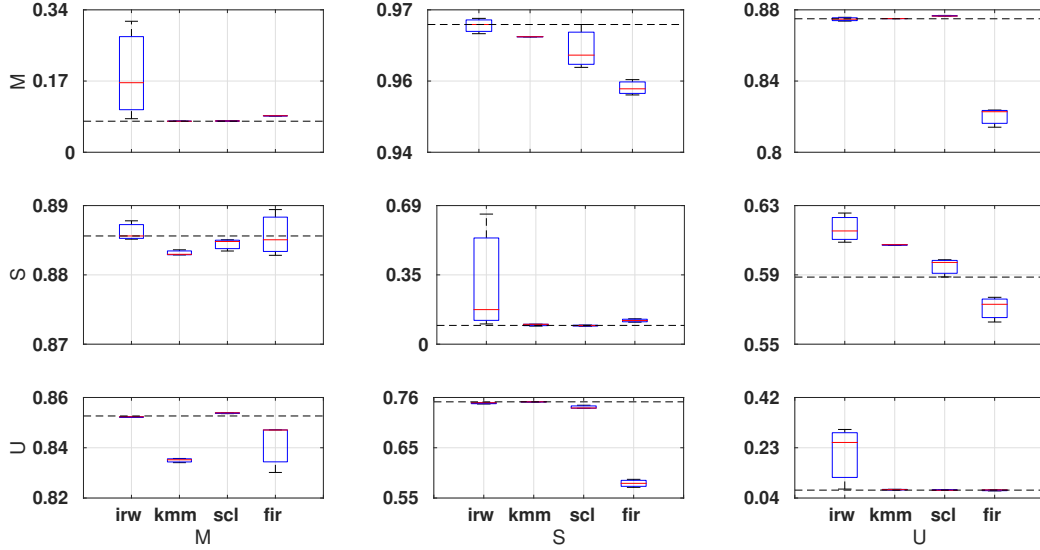 0.34 0.97 0.88
M 0.17 0.96 0.84
0 0.94 0.8
0.89 0.69 0.63
S 0.88 0.35 0.59
0.87 0 0.55
0.86 0.76 0.42
U 0.84 0.65 0.23
0.82 0.55 0.04
irw kmm scl fir irw kmm scl fir irw kmm scl fir
M S U